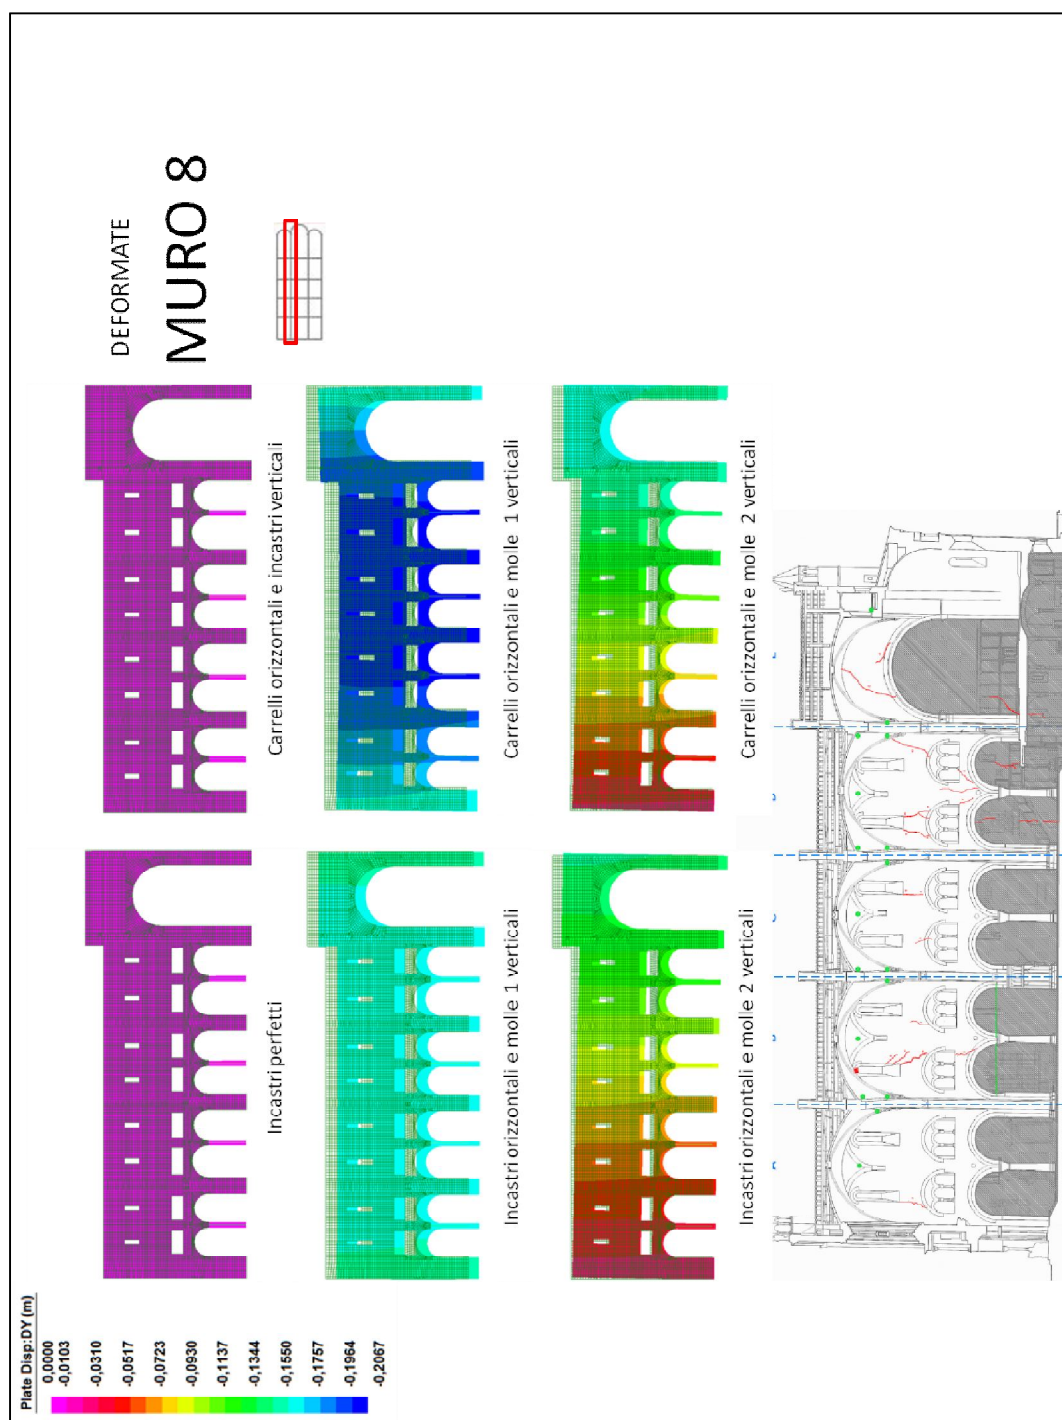 DEFORMATE
MURO 8
Plate Disp:DY (m)
0,0000
-0,0103
-0,0310
-0,0517
-0,0723
-0,0930
-0,1137
-0,1344
-0,1550
-0,1757
-0,1964
-0,2067
Incastri perfetti
Carrelli orizzontali e incastri verticali
Incastri orizzontali e molle 1 verticali
Carrelli orizzontali e molle 1 verticali
Incastri orizzontali e molle 2 verticali
Carrelli orizzontali e molle 2 verticali